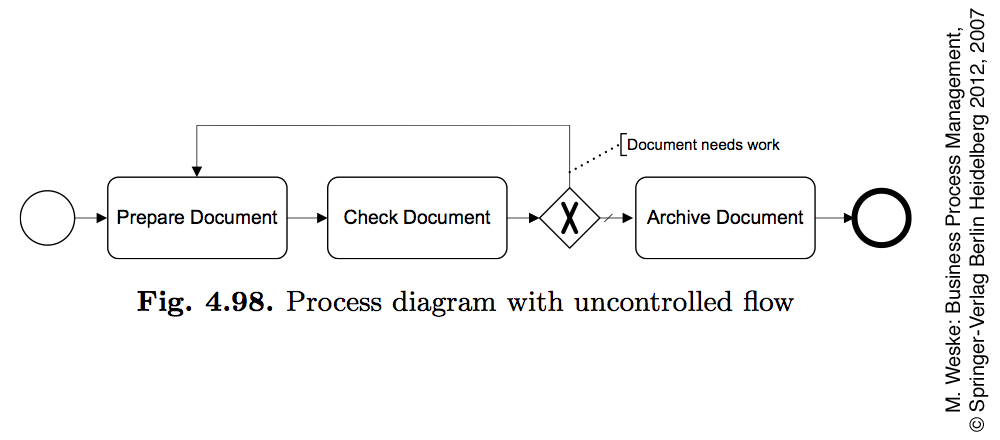 Document needs work
Prepare Document
Check Document
X
Archive Document
Fig. 4.98. Process diagram with uncontrolled flow
M. Weske: Business Process Management,
© Springer-Verlag Berlin Heidelberg 2012, 2007